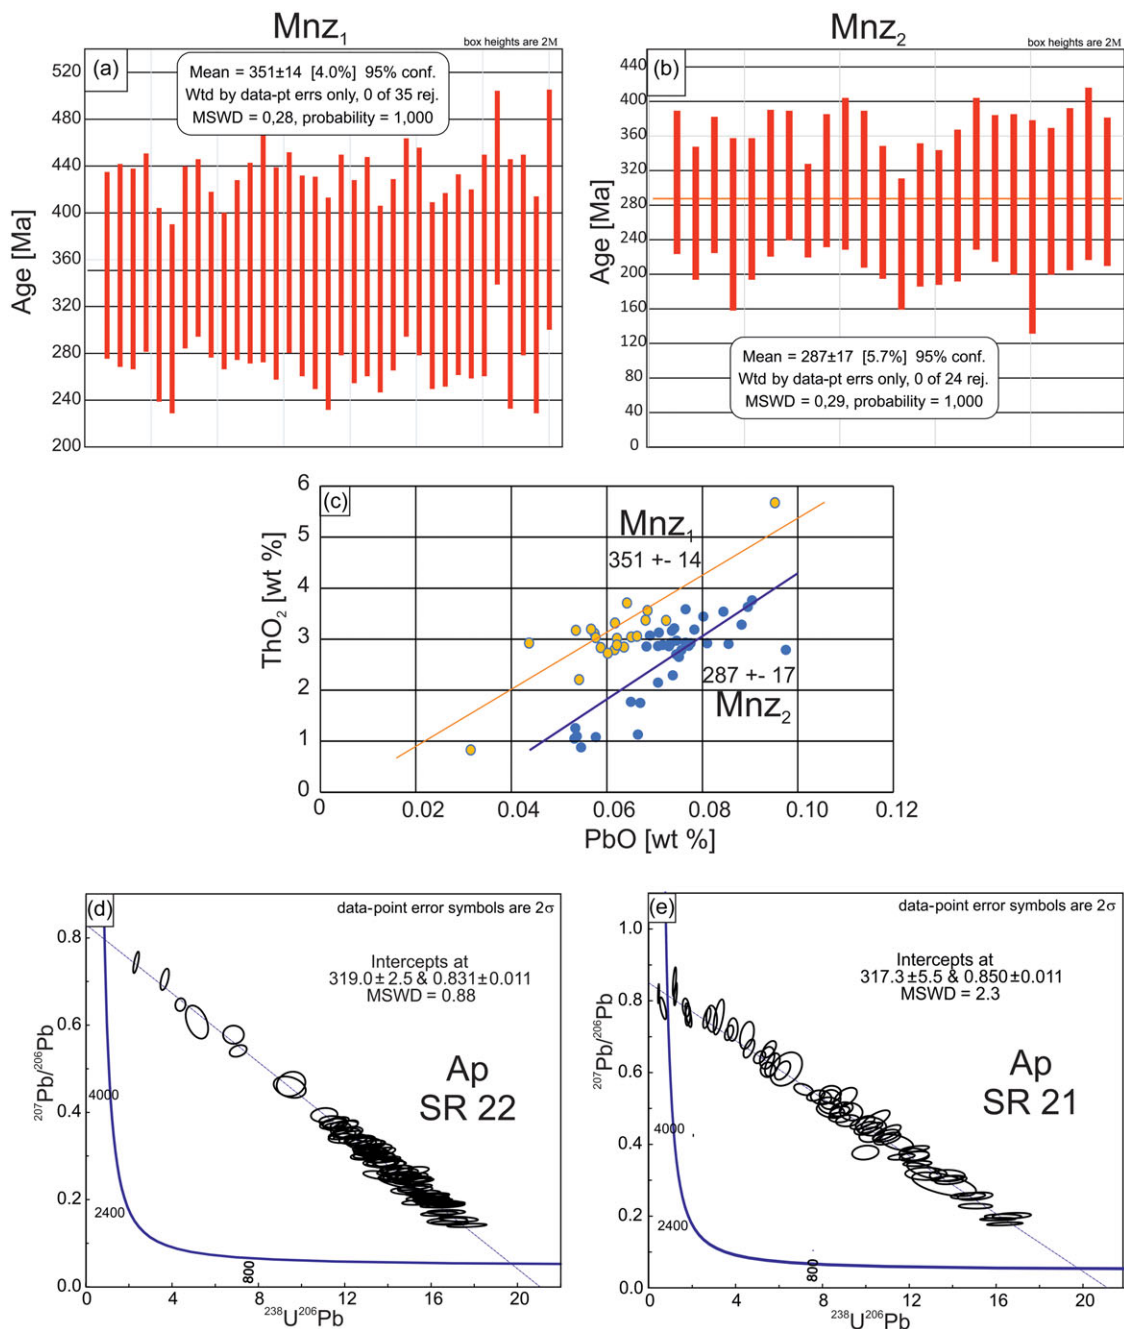 Mnz1
box heights are 2M
(a)
Mean = 351±14 [4.0%] 95% conf.
Wtd by data-pt errs only, 0 of 35 rej.
MSWD = 0,28, probability = 1,000
520
480
440
400
360
320
280
240
200
Age [Ma]
Mnz2
box heights are 2M
(b)
440
400
360
320
280
240
200
160
120
80
40
0
Age [Ma]
Mean = 287±17 [5.7%] 95% conf.
Wtd by data-pt errs only, 0 of 24 rej.
MSWD = 0,29, probability = 1,000
(c)
6
5
4
3
2
1
0
ThO2 [wt %]
Mnz1
351 +- 14
287 +- 17
Mnz2
0 0.02 0.04 0.06 0.08 0.10 0.12
PbO [wt %]
(d)
data-point error symbols are 2σ
Intercepts at
319.0±2.5 & 0.831±0.011
MSWD = 0.88
Ap
SR 22
0.8
0.6
0.4
0.2
0.0
207Pb/206Pb
4000
2400
800
0 4 8 12 16 20
238U206Pb
(e)
data-point error symbols are 2σ
Intercepts at
317.3±5.5 & 0.850±0.011
MSWD = 2.3
Ap
SR 21
1.0
0.8
0.6
0.4
0.2
0.0
207Pb/206Pb
4000
2400
800
0 4 8 12 16 20
238U206Pb